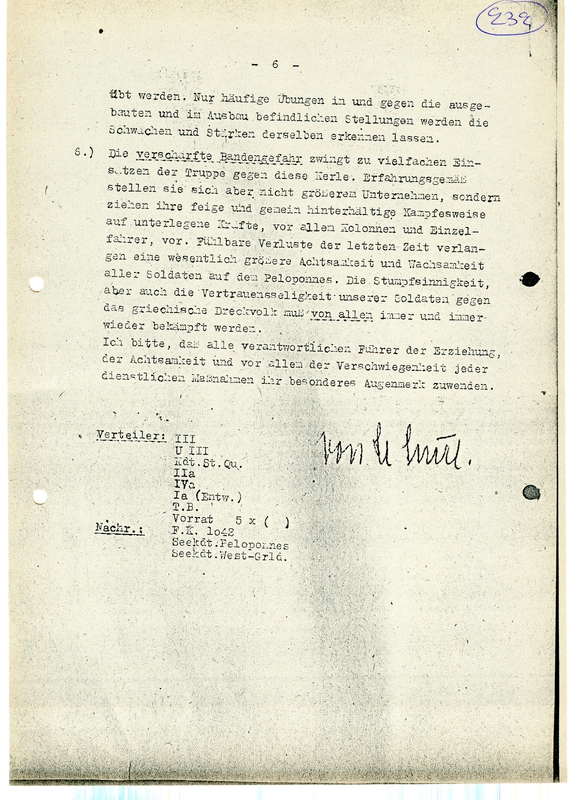 232
- 6 -
übt werden. Nur häufige Übungen in und gegen die ausge-
bauten und im Ausbau befindlichen Stellungen werden die
Schwächen und Stärken derselben erkennen lassen.
6.) Die verschärfte Bandengefahr zwingt zu vielfachen Ein-
sätzen der Truppe gegen diese Kerle. Erfahrungsgemäß
stellen sie sich aber nicht größerem Unternehmen, sondern
ziehen ihre feige und gemein hinterhältige Kampfesweise
auf unterlegene Kräfte, vor allem Kolonnen und Einzel-
fahrer, vor. Fühlbare Verluste der letzten Zeit verlan-
gen eine wesentlich größere Achtsamkeit und Wachsamkeit
aller Soldaten auf dem Peloponnes. Die Stumpfsinnigkeit,
aber auch die Vertrauensseligkeit unserer Soldaten gegen
das griechische Dreckvolk muß von allen immer und immer
wieder bekämpft werden.
Ich bitte, daß alle verantwortlichen Führer der Erziehung,
der Achtsamkeit und vor allem der Verschwiegenheit jeder
dienstlichen Maßnahmen ihr besonderes Augenmerk zuwenden.
Verteiler: III
U III
Kdt.St.Qu.
IIa
IVa
Ia (Entw.)
T.B.
Vorrat 5 x ( )
Nachr.: F.K. 1o42
Seekdt.Peloponnes
Seekdt.West-Grld.